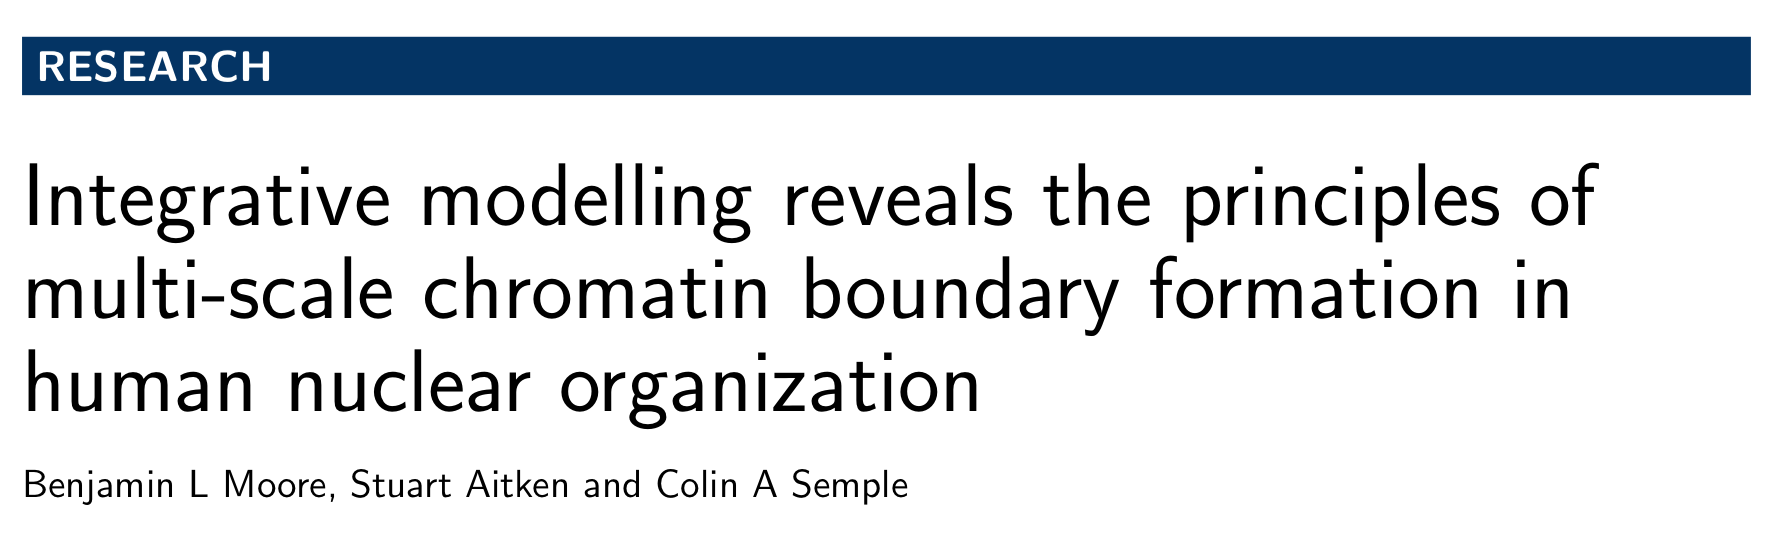 RESEARCH
Integrative modelling reveals the principles of
multi-scale chromatin boundary formation in
human nuclear organization
Benjamin L Moore, Stuart Aitken and Colin A Semple